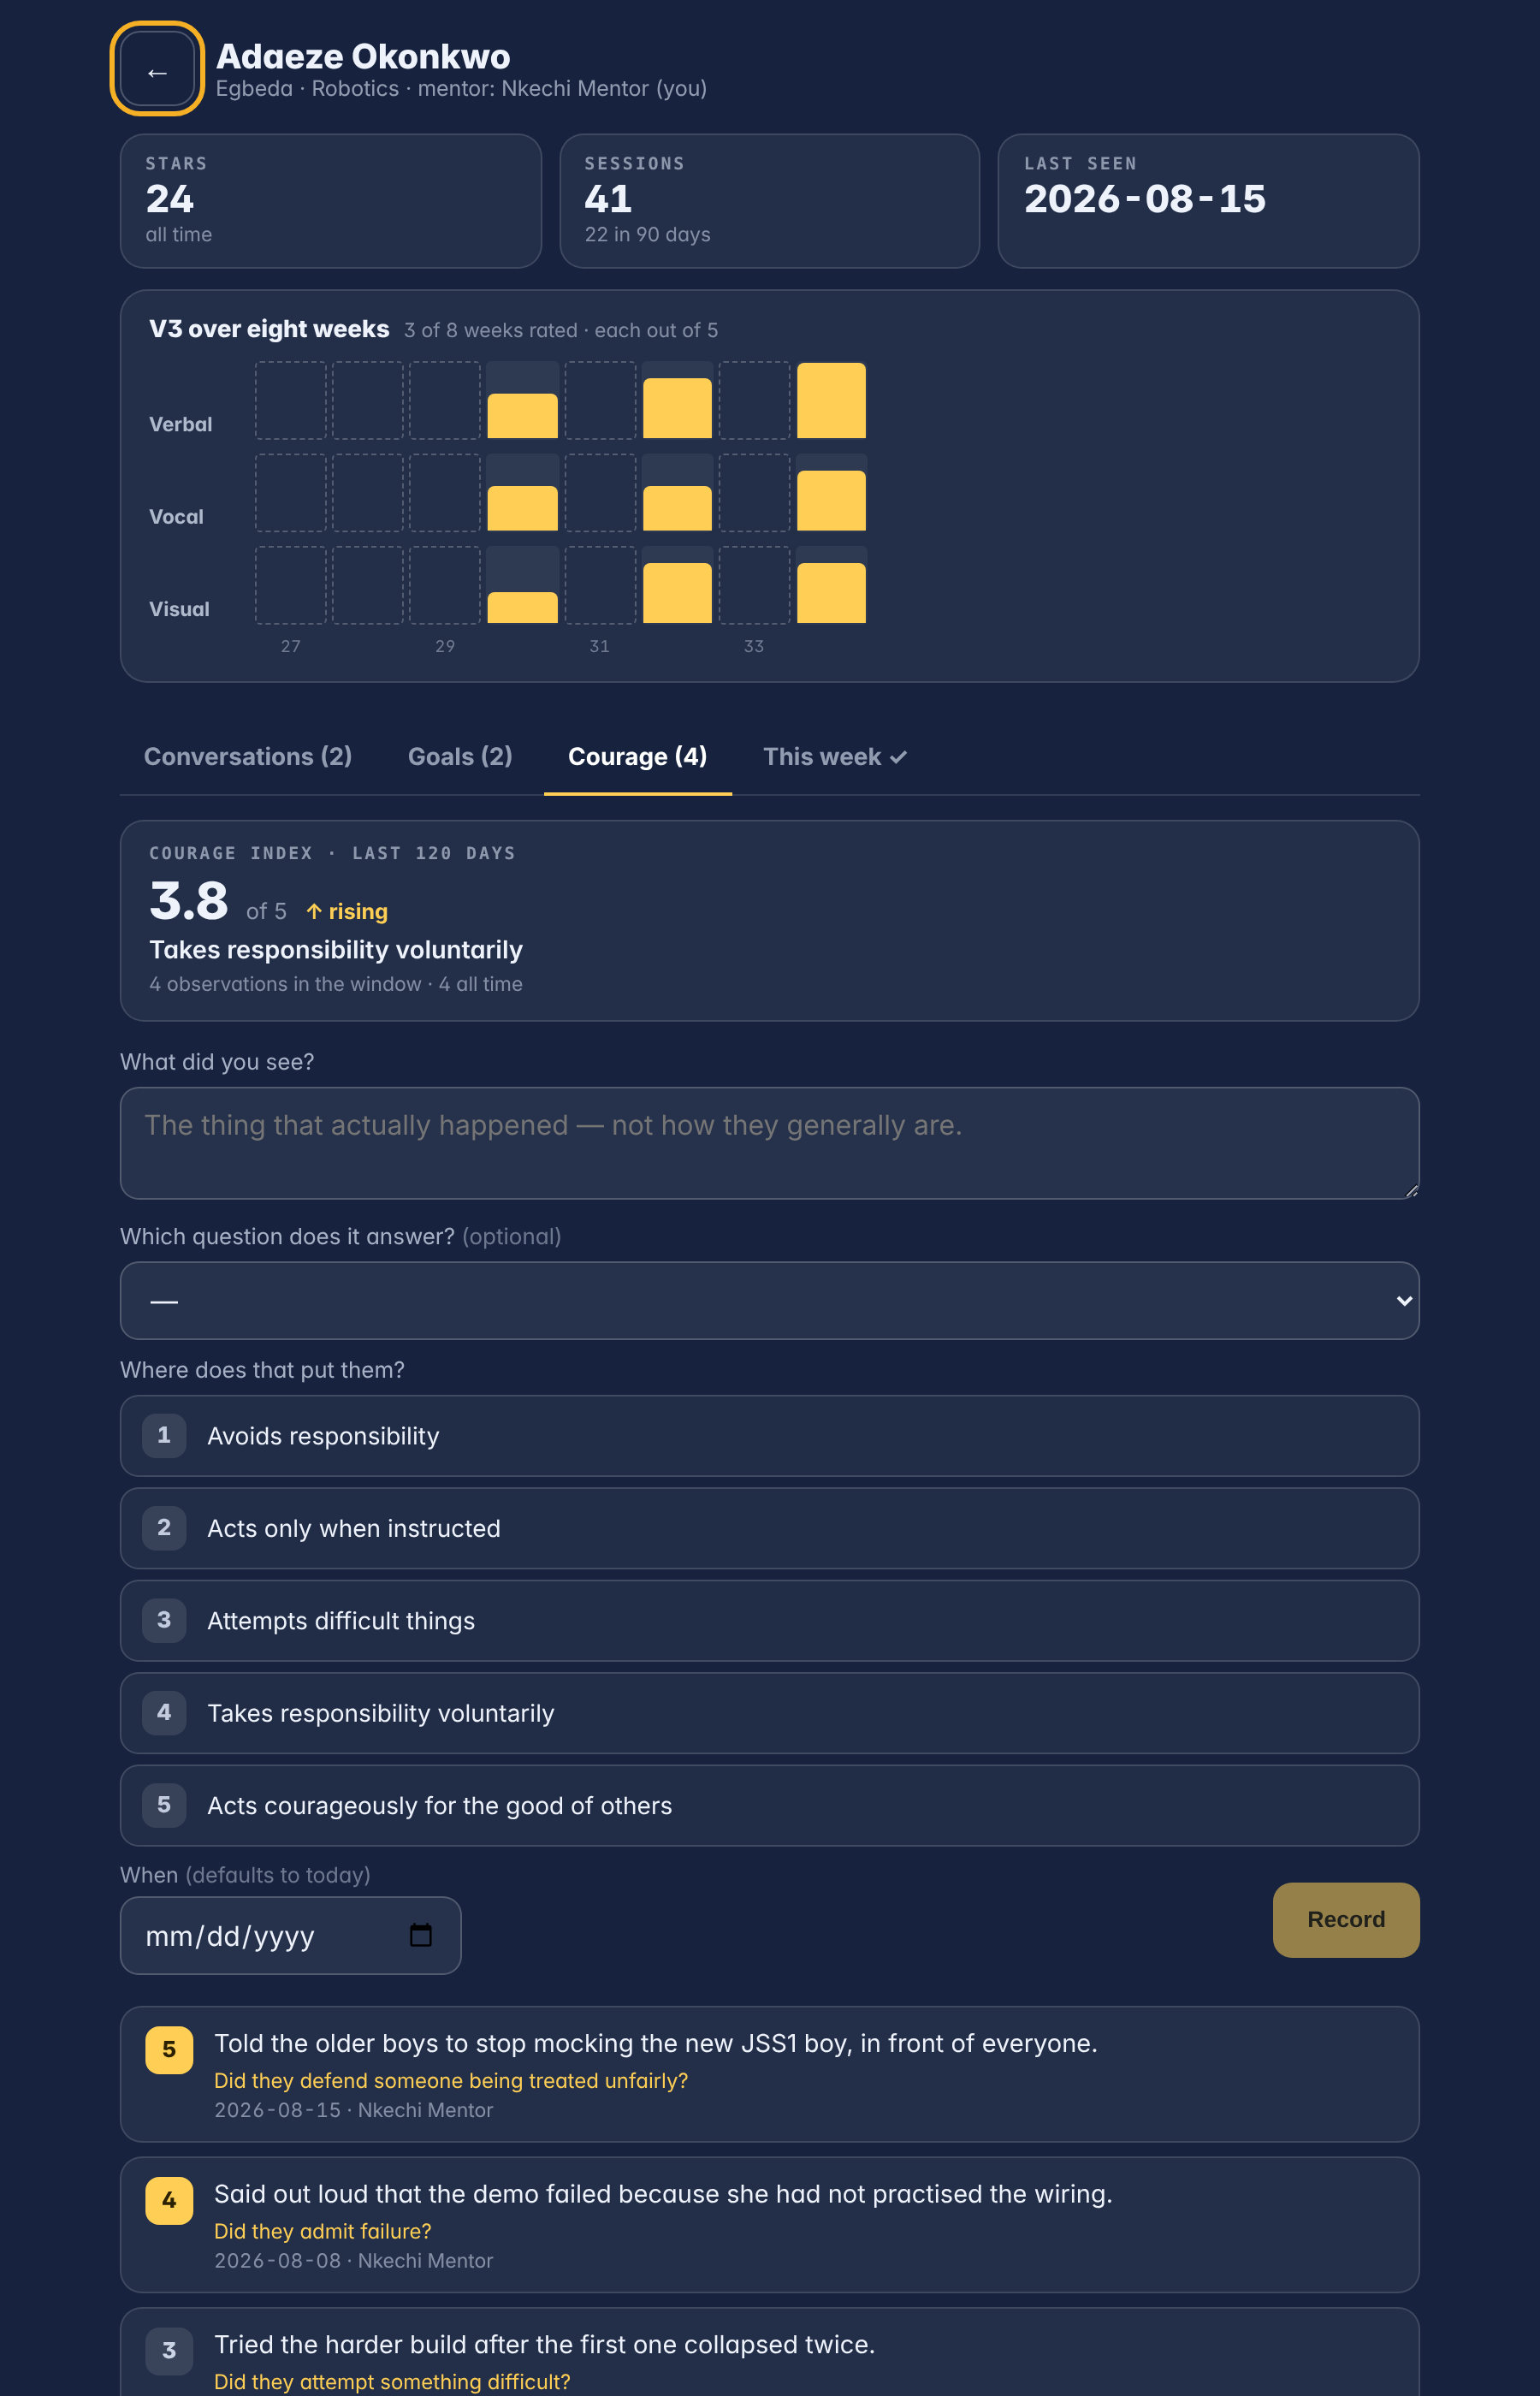 ←
Adaeze Okonkwo
Egbeda · Robotics · mentor: Nkechi Mentor (you)
STARS
24
all time
SESSIONS
41
22 in 90 days
LAST SEEN
2026-08-15
V3 over eight weeks 3 of 8 weeks rated · each out of 5
Verbal
Vocal
Visual
27 29 31 33
Conversations (2) Goals (2) Courage (4) This week ✓
COURAGE INDEX · LAST 120 DAYS
3.8 of 5 ↑ rising
Takes responsibility voluntarily
4 observations in the window · 4 all time
What did you see?
The thing that actually happened — not how they generally are.
Which question does it answer? (optional)
—
Where does that put them?
1 Avoids responsibility
2 Acts only when instructed
3 Attempts difficult things
4 Takes responsibility voluntarily
5 Acts courageously for the good of others
When (defaults to today)
mm/dd/yyyy
Record
5 Told the older boys to stop mocking the new JSS1 boy, in front of everyone.
Did they defend someone being treated unfairly?
2026-08-15 · Nkechi Mentor
4 Said out loud that the demo failed because she had not practised the wiring.
Did they admit failure?
2026-08-08 · Nkechi Mentor
3 Tried the harder build after the first one collapsed twice.
Did they attempt something difficult?